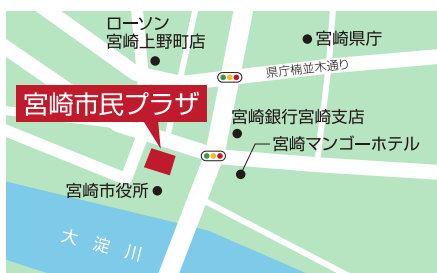 ローソン
宮崎上野町店
宮崎県庁
県庁楠並木通り
宮崎市民プラザ
宮崎銀行宮崎支店
宮崎マンゴーホテル
宮崎市役所
大淀川